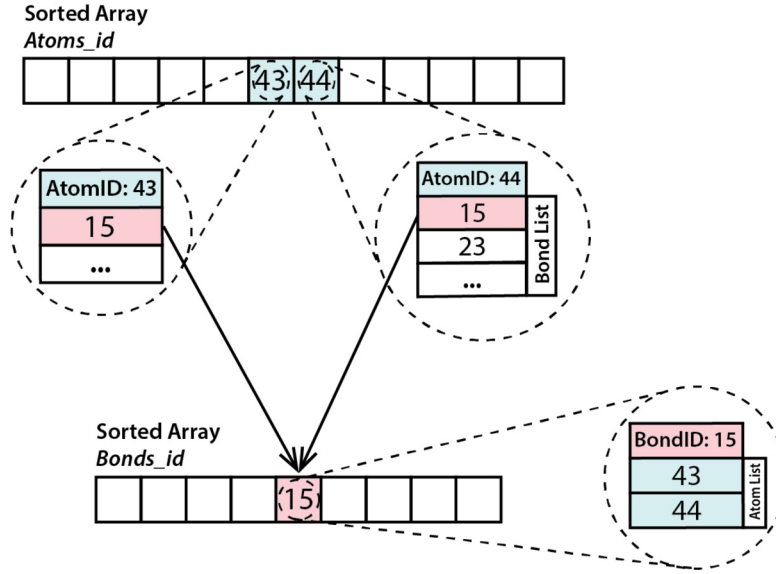 Sorted Array
Atoms_id
43 44
AtomID: 43
15
...
AtomID: 44
15
23
...
Bond List
Sorted Array
Bonds_id
15
BondID: 15
43
44
Atom List